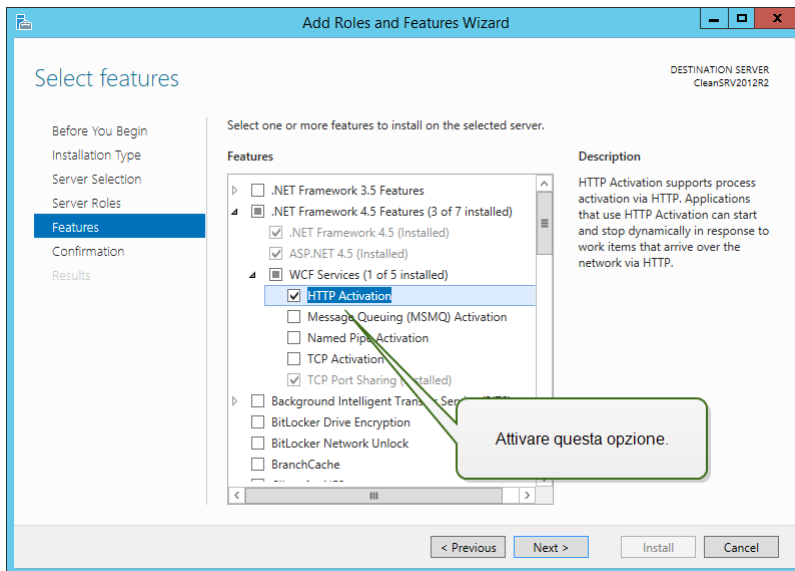 Add Roles and Features Wizard
Select features
DESTINATION SERVER
CleanSRV2012R2
Before You Begin
Installation Type
Server Selection
Server Roles
Features
Confirmation
Results
Select one or more features to install on the selected server.
Features
.NET Framework 3.5 Features
.NET Framework 4.5 Features (3 of 7 installed)
.NET Framework 4.5 (Installed)
ASP.NET 4.5 (Installed)
WCF Services (1 of 5 installed)
HTTP Activation
Message Queuing (MSMQ) Activation
Named Pipe Activation
TCP Activation
TCP Port Sharing (Installed)
Background Intelligent Transfer
BitLocker Drive Encryption
BitLocker Network Unlock
BranchCache
Attivare questa opzione.
Description
HTTP Activation supports process
activation via HTTP. Applications
that use HTTP Activation can start
and stop dynamically in response to
work items that arrive over the
network via HTTP.
< Previous
Next >
Install
Cancel